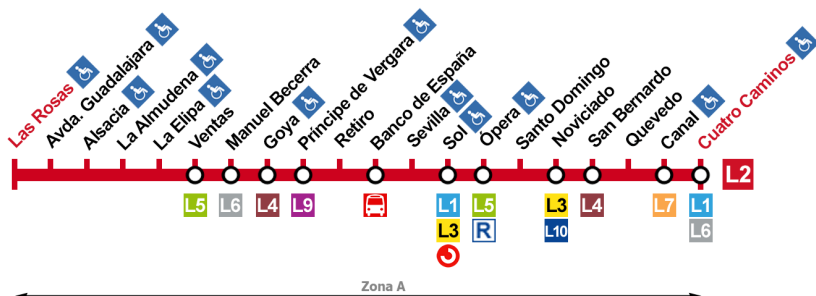 Las Rosas
Avda. Guadalajara
Alsacia
La Almudena
La Elipa
Ventas
Manuel Becerra
Goya
Príncipe de Vergara
Retiro
Banco de España
Sevilla
Sol
Ópera
Santo Domingo
Noviciado
San Bernardo
Quevedo
Canal
Cuatro Caminos
L2
L5 L6 L4 L9 L1 L5 L3 L4 L7 L1
L3 R L10 L6
Zona A